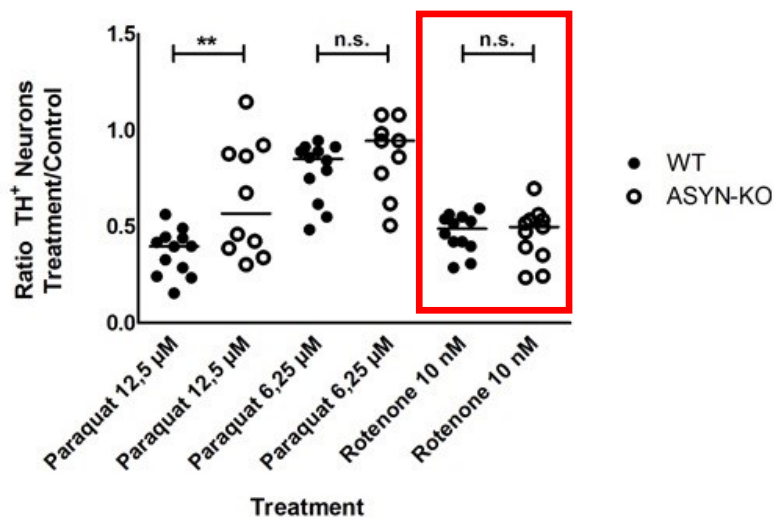 1.5
**
n.s.
n.s.
1.0
0.5
0.0
Ratio TH+ Neurons
Treatment/Control
WT
ASYN-KO
Paraquat 12,5 µM
Paraquat 12,5 µM
Paraquat 6,25 µM
Paraquat 6,25 µM
Rotenone 10 nM
Rotenone 10 nM
Treatment